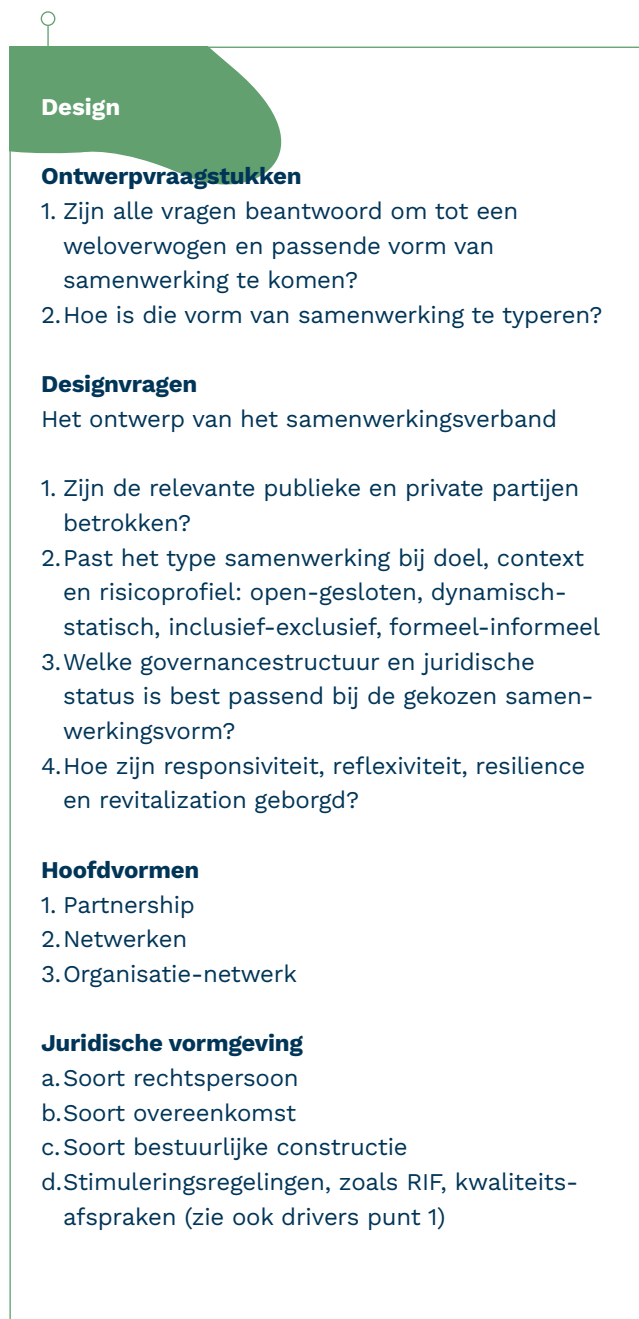 Design
Ontwerpvraagstukken
1. Zijn alle vragen beantwoord om tot een
weloverwogen en passende vorm van
samenwerking te komen?
2. Hoe is die vorm van samenwerking te typeren?
Designvragen
Het ontwerp van het samenwerkingsverband
1. Zijn de relevante publieke en private partijen
betrokken?
2. Past het type samenwerking bij doel, context
en risicoprofiel: open-gesloten, dynamisch-
statisch, inclusief-exclusief, formeel-informeel
3. Welke governancestructuur en juridische
status is best passend bij de gekozen samen-
werkingsvorm?
4. Hoe zijn responsiviteit, reflexiviteit, resilience
en revitalization geborgd?
Hoofdvormen
1. Partnership
2. Netwerken
3. Organisatie-netwerk
Juridische vormgeving
a. Soort rechtspersoon
b. Soort overeenkomst
c. Soort bestuurlijke constructie
d. Stimuleringsregelingen, zoals RIF, kwaliteits-
afspraken (zie ook drivers punt 1)